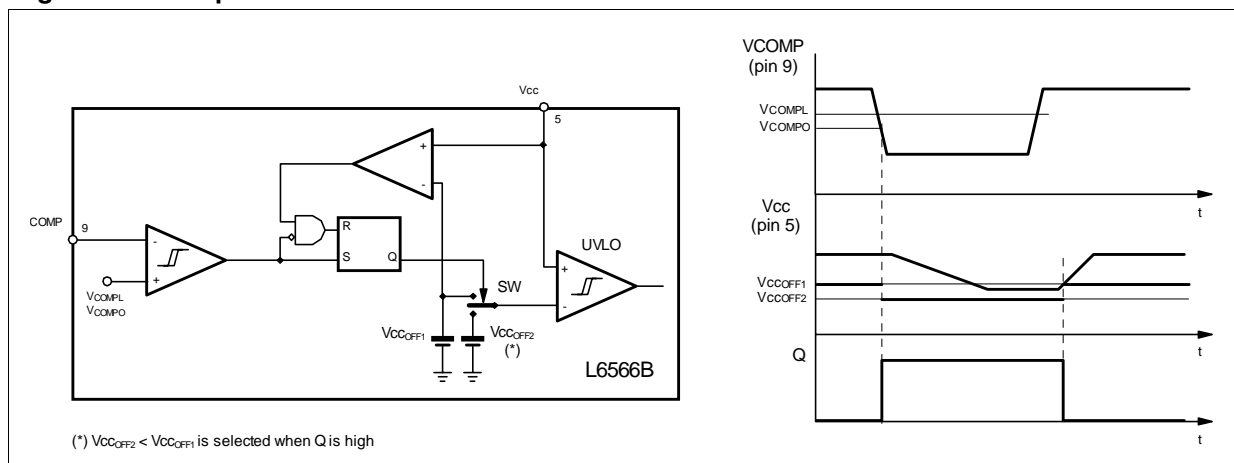 Vcc
5
COMP
9
+
-
-
+
VCOMPL
VCOMPO
R
S
Q
SW
UVLO
+
-
VccOFF1
VccOFF2
(*)
L6566B
(*) VccOFF2 < VccOFF1 is selected when Q is high
VCOMP
(pin 9)
VCOMPL
VCOMPO
t
Vcc
(pin 5)
VccOFF1
VccOFF2
t
Q
t